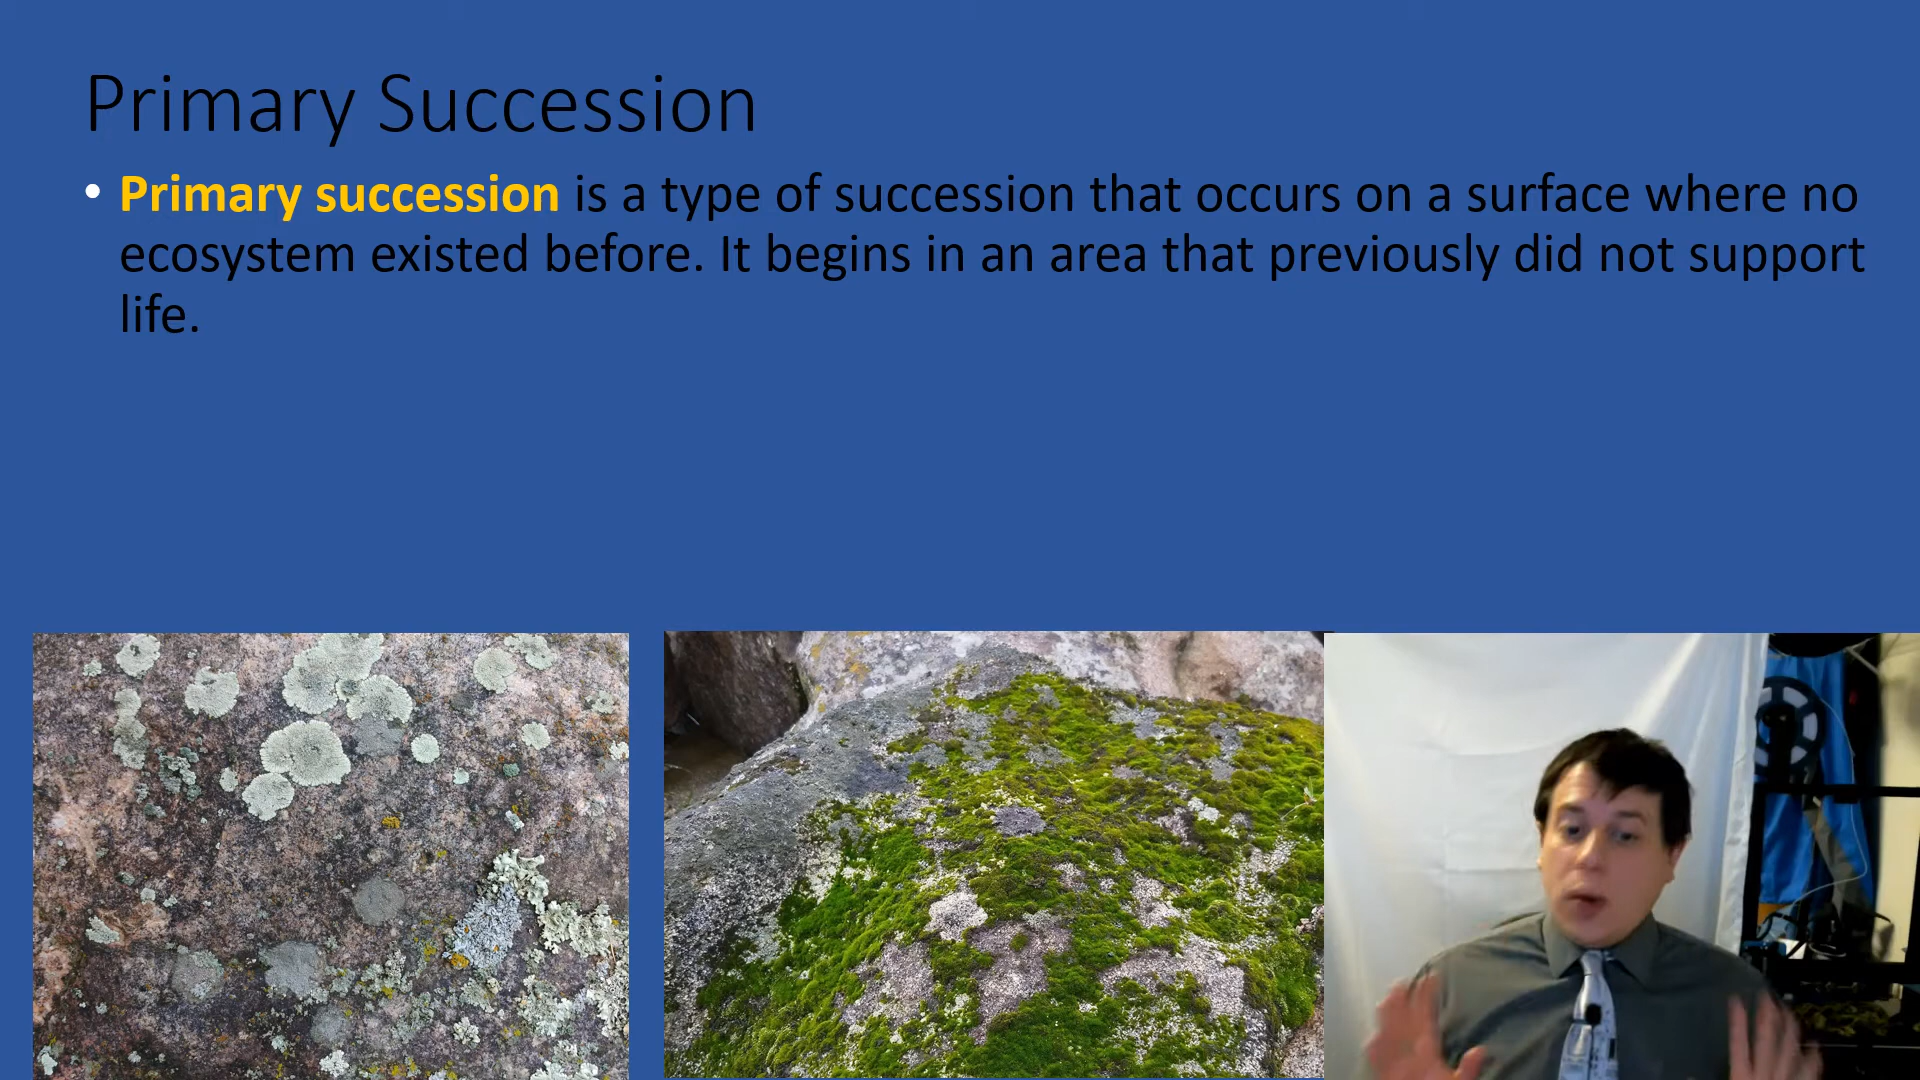 Primary Succession
• Primary succession is a type of succession that occurs on a surface where no
ecosystem existed before. It begins in an area that previously did not support
life.